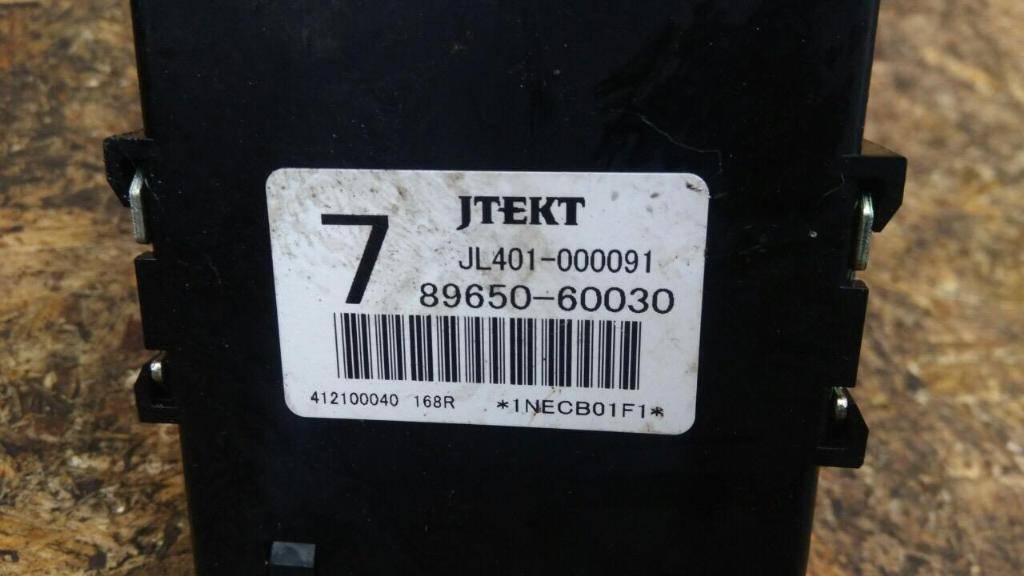 JTEKT
7
JL401-000091
89650-60030
412100040 168R *1NECB01F1*